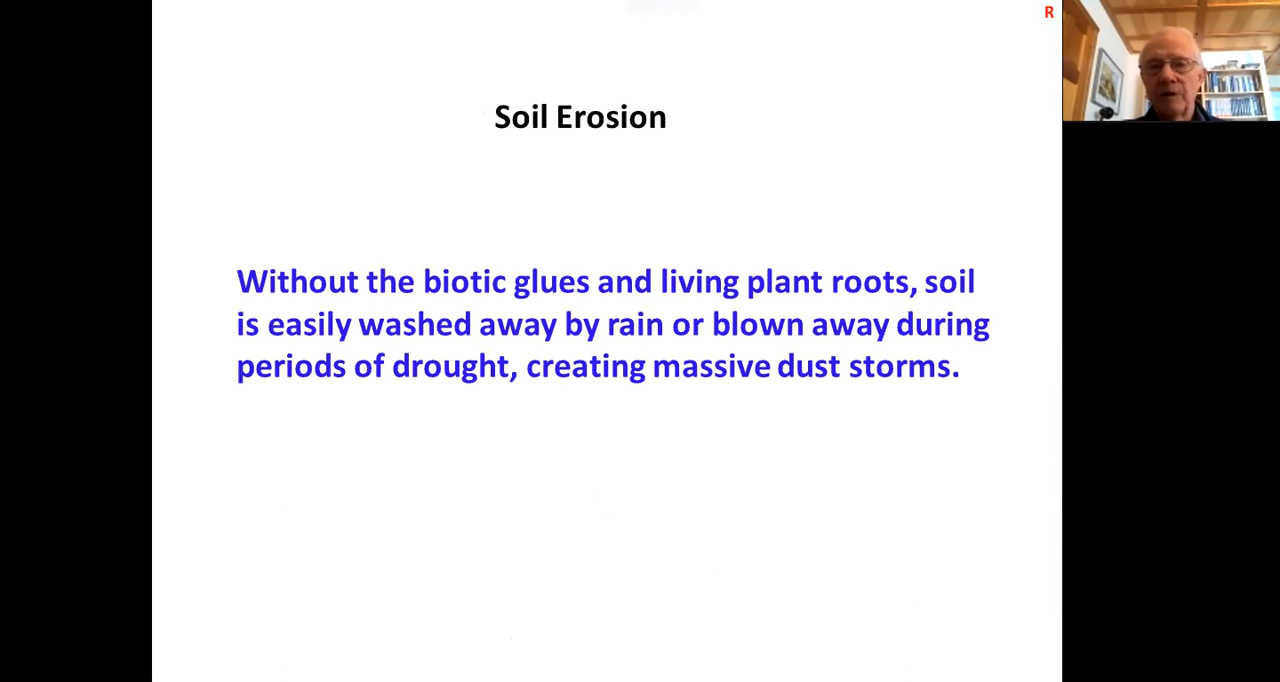 R
Soil Erosion
Without the biotic glues and living plant roots, soil
is easily washed away by rain or blown away during
periods of drought, creating massive dust storms.